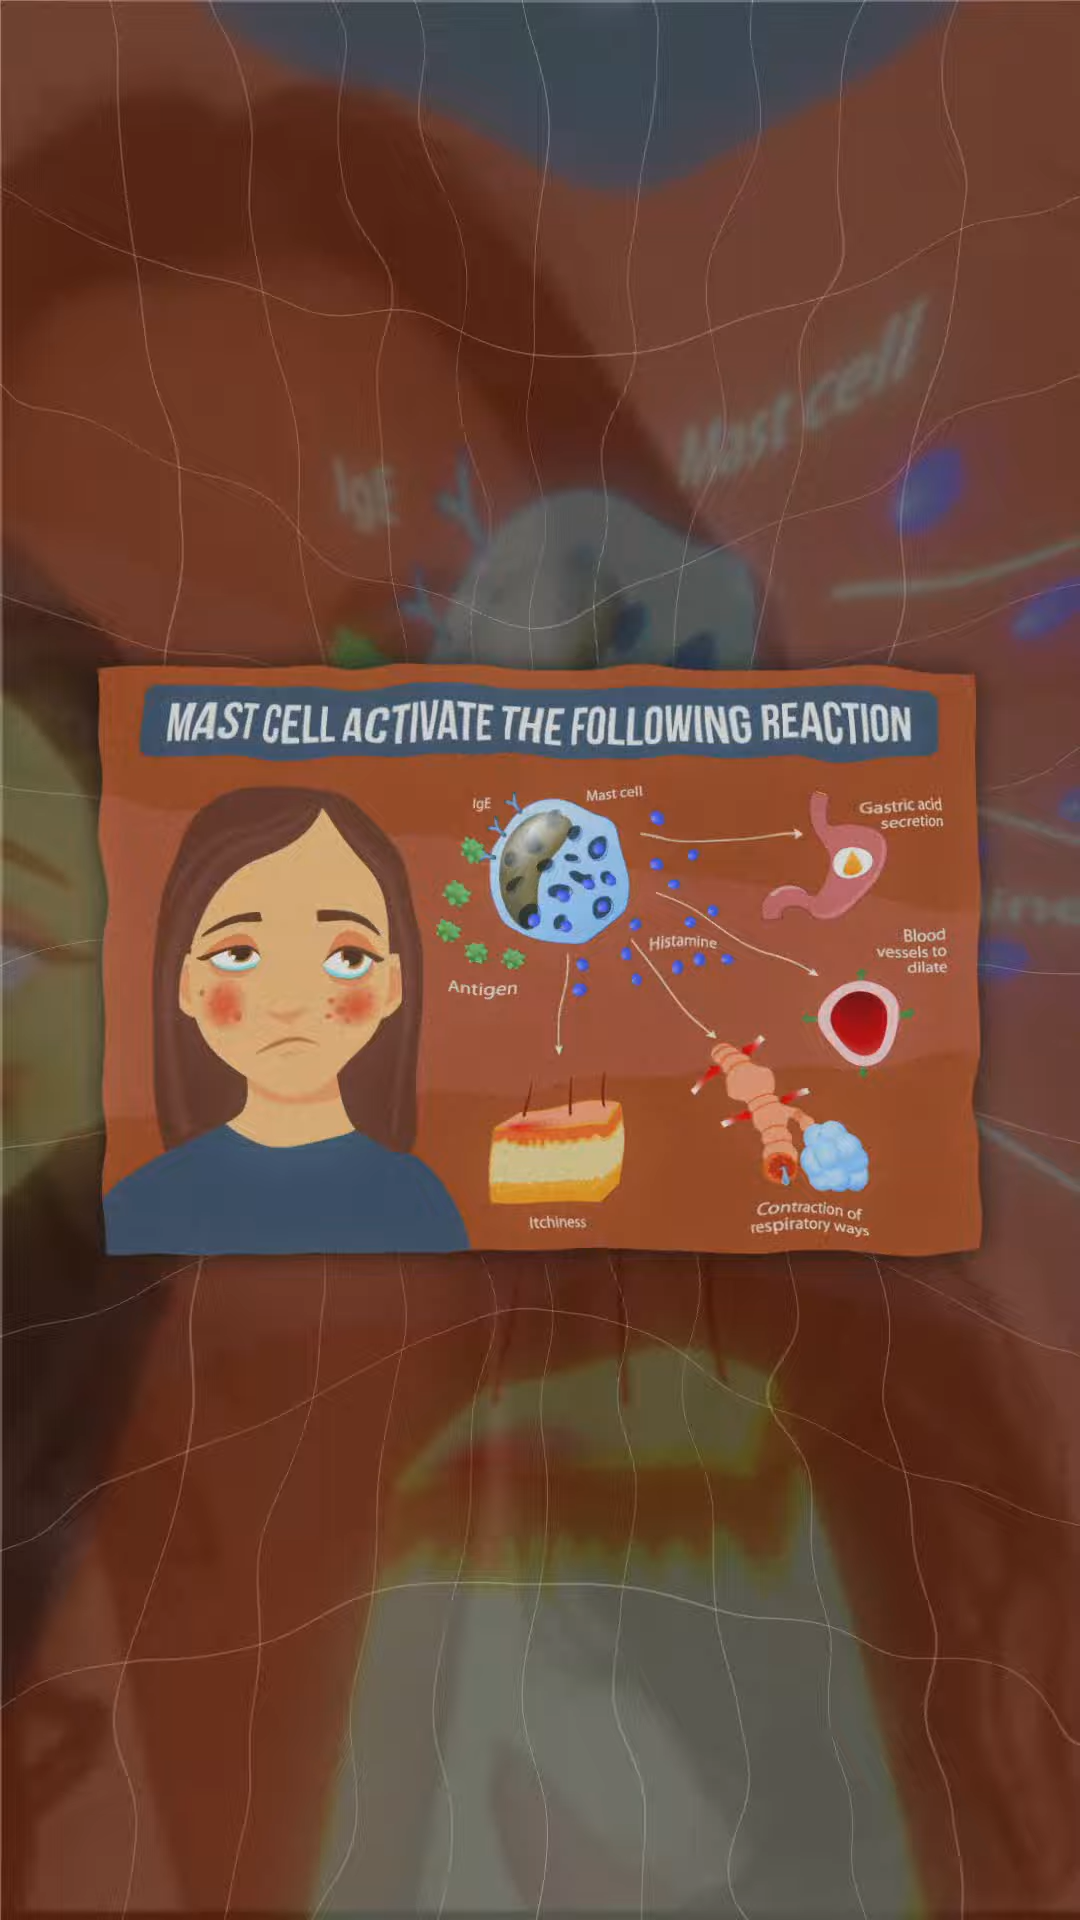 MAST CELL ACTIVATE THE FOLLOWING REACTION
IgE
Mast cell
Gastric acid
secretion
Histamine
Blood
vessels to
dilate
Antigen
Itchiness
Contraction of
respiratory ways
IgE
Mast cell